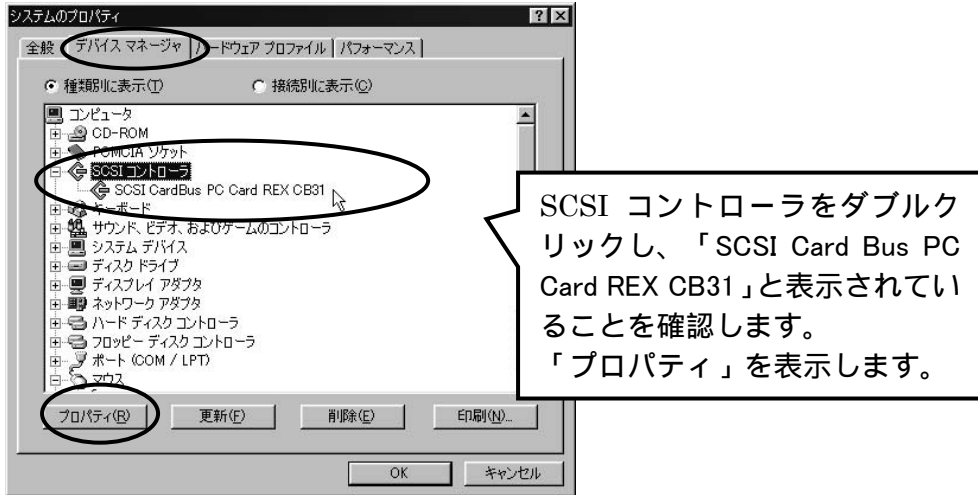 システムのプロパティ
全般 デバイス マネージャ ハードウェア プロファイル パフォーマンス
種類別に表示(T) 接続別に表示(C)
コンピュータ
CD-ROM
PCMCIA ソケット
SCSI コントローラ
SCSI CardBus PC Card REX CB31
キーボード
サウンド、ビデオ、およびゲームのコントローラ
システム デバイス
ディスク ドライブ
ディスプレイ アダプタ
ネットワーク アダプタ
ハード ディスク コントローラ
フロッピー ディスク コントローラ
ポート (COM / LPT)
マウス
プロパティ(R) 更新(F) 削除(E) 印刷(N)...
OK キャンセル
SCSI コントローラをダブルク
リックし、「SCSI Card Bus PC
Card REX CB31」と表示されてい
ることを確認します。
「プロパティ」を表示します。